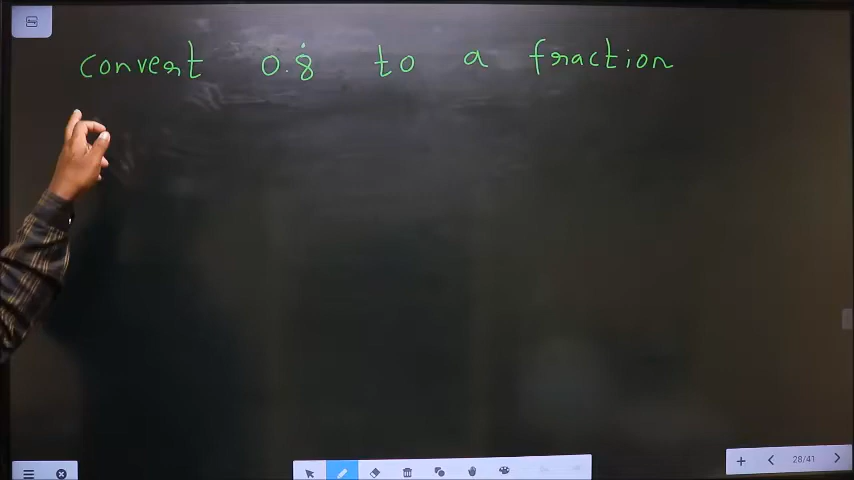 convert 0.8̇ to a fraction
28/41